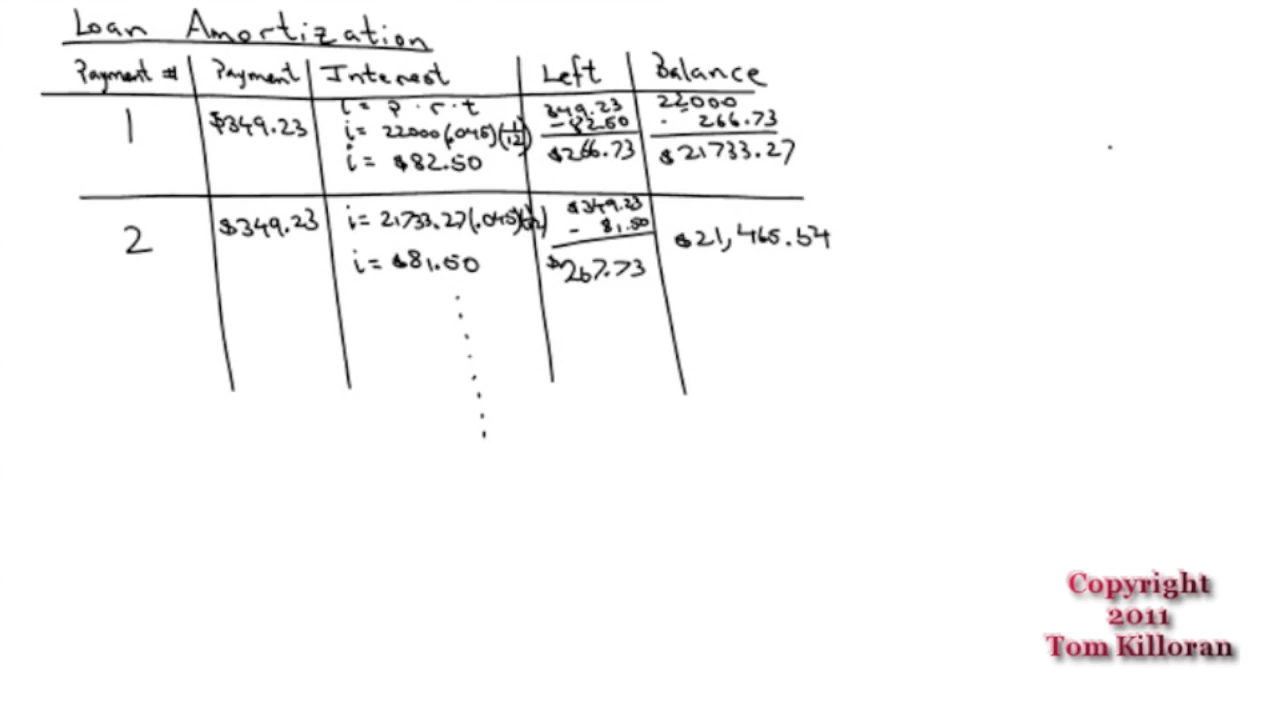 Loan Amortization
Payment # Payment Interest Left Balance
i = p · r · t 349.23 22000
1 $349.23 i = 22000(.045)(1/12) -82.50 - 266.73
i = $82.50 $266.73 $21733.27
$349.23
2 $349.23 i = 21733.27(.045)(1/12) - 81.50 $21,465.54
i = $81.50 $267.73
Copyright
2011
Tom Killoran